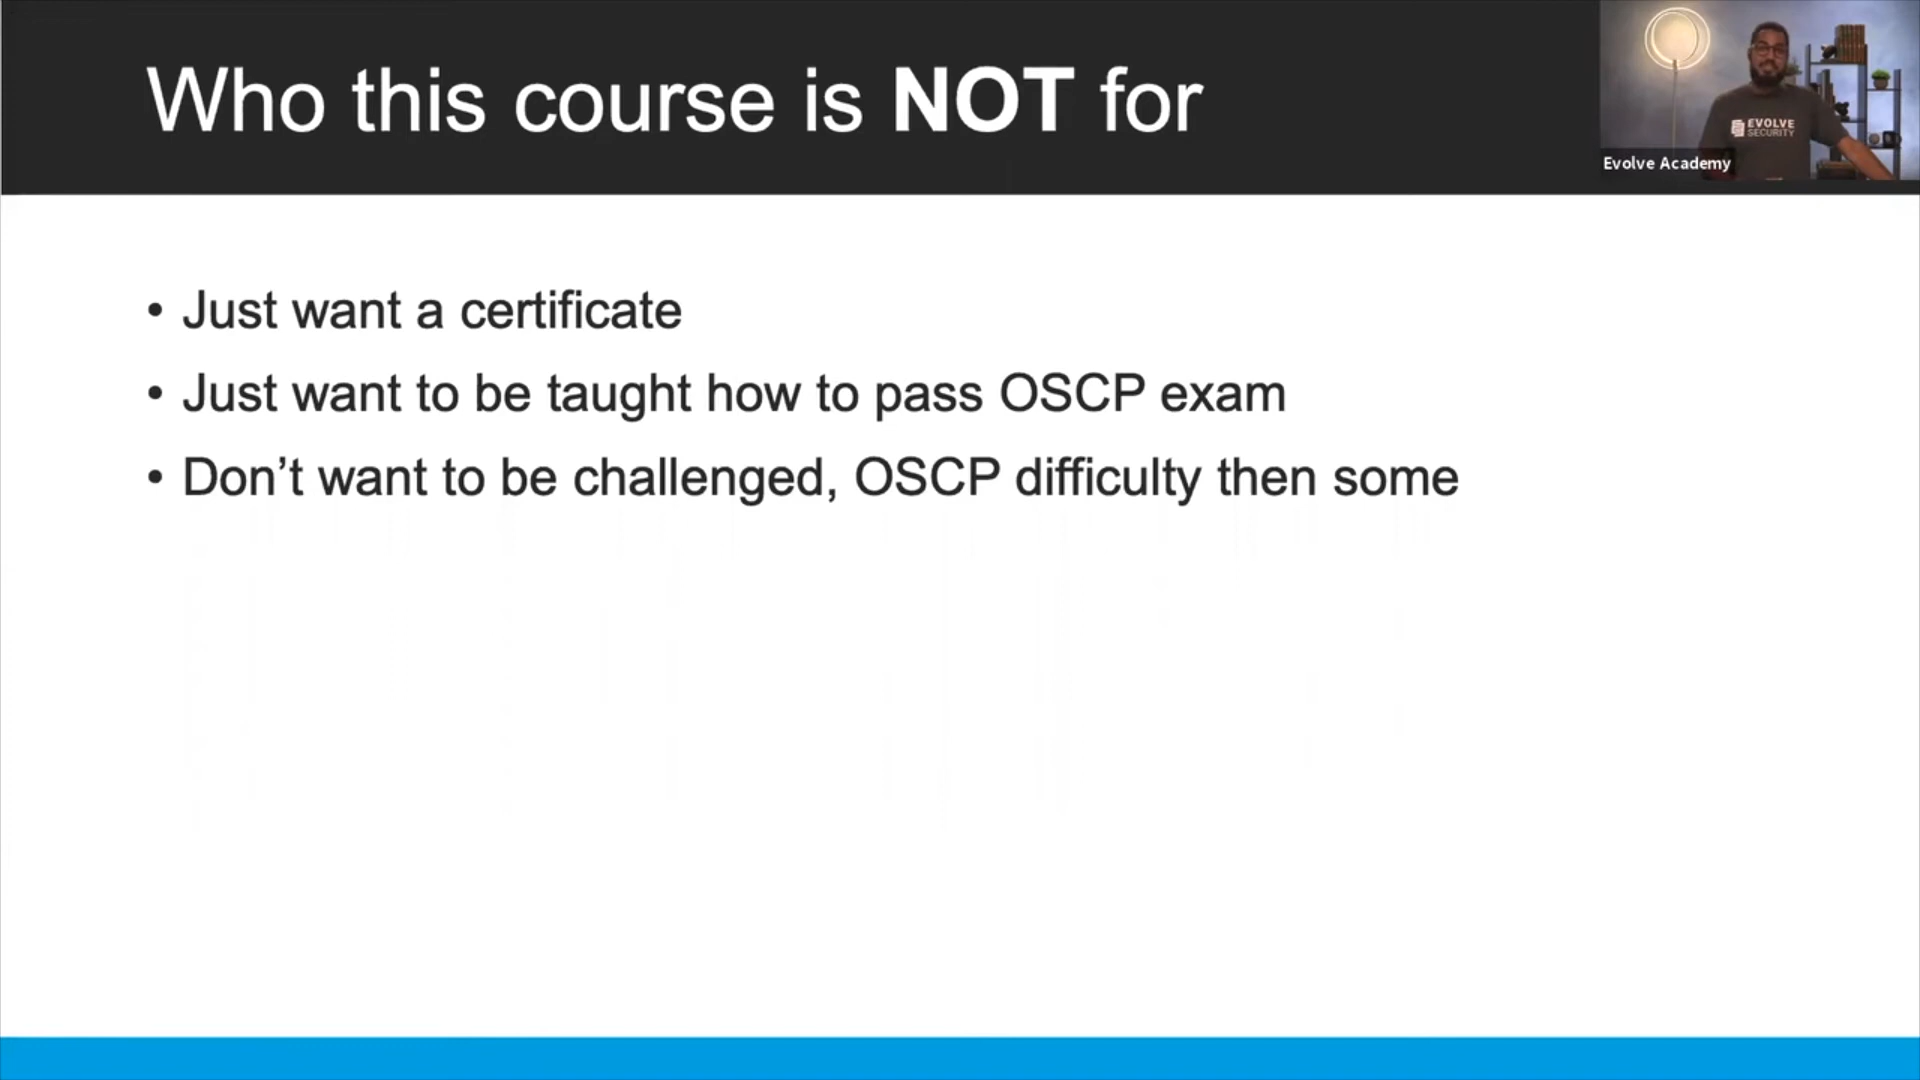 Who this course is NOT for
EVOLVE
SECURITY
Evolve Academy
• Just want a certificate
• Just want to be taught how to pass OSCP exam
• Don’t want to be challenged, OSCP difficulty then some